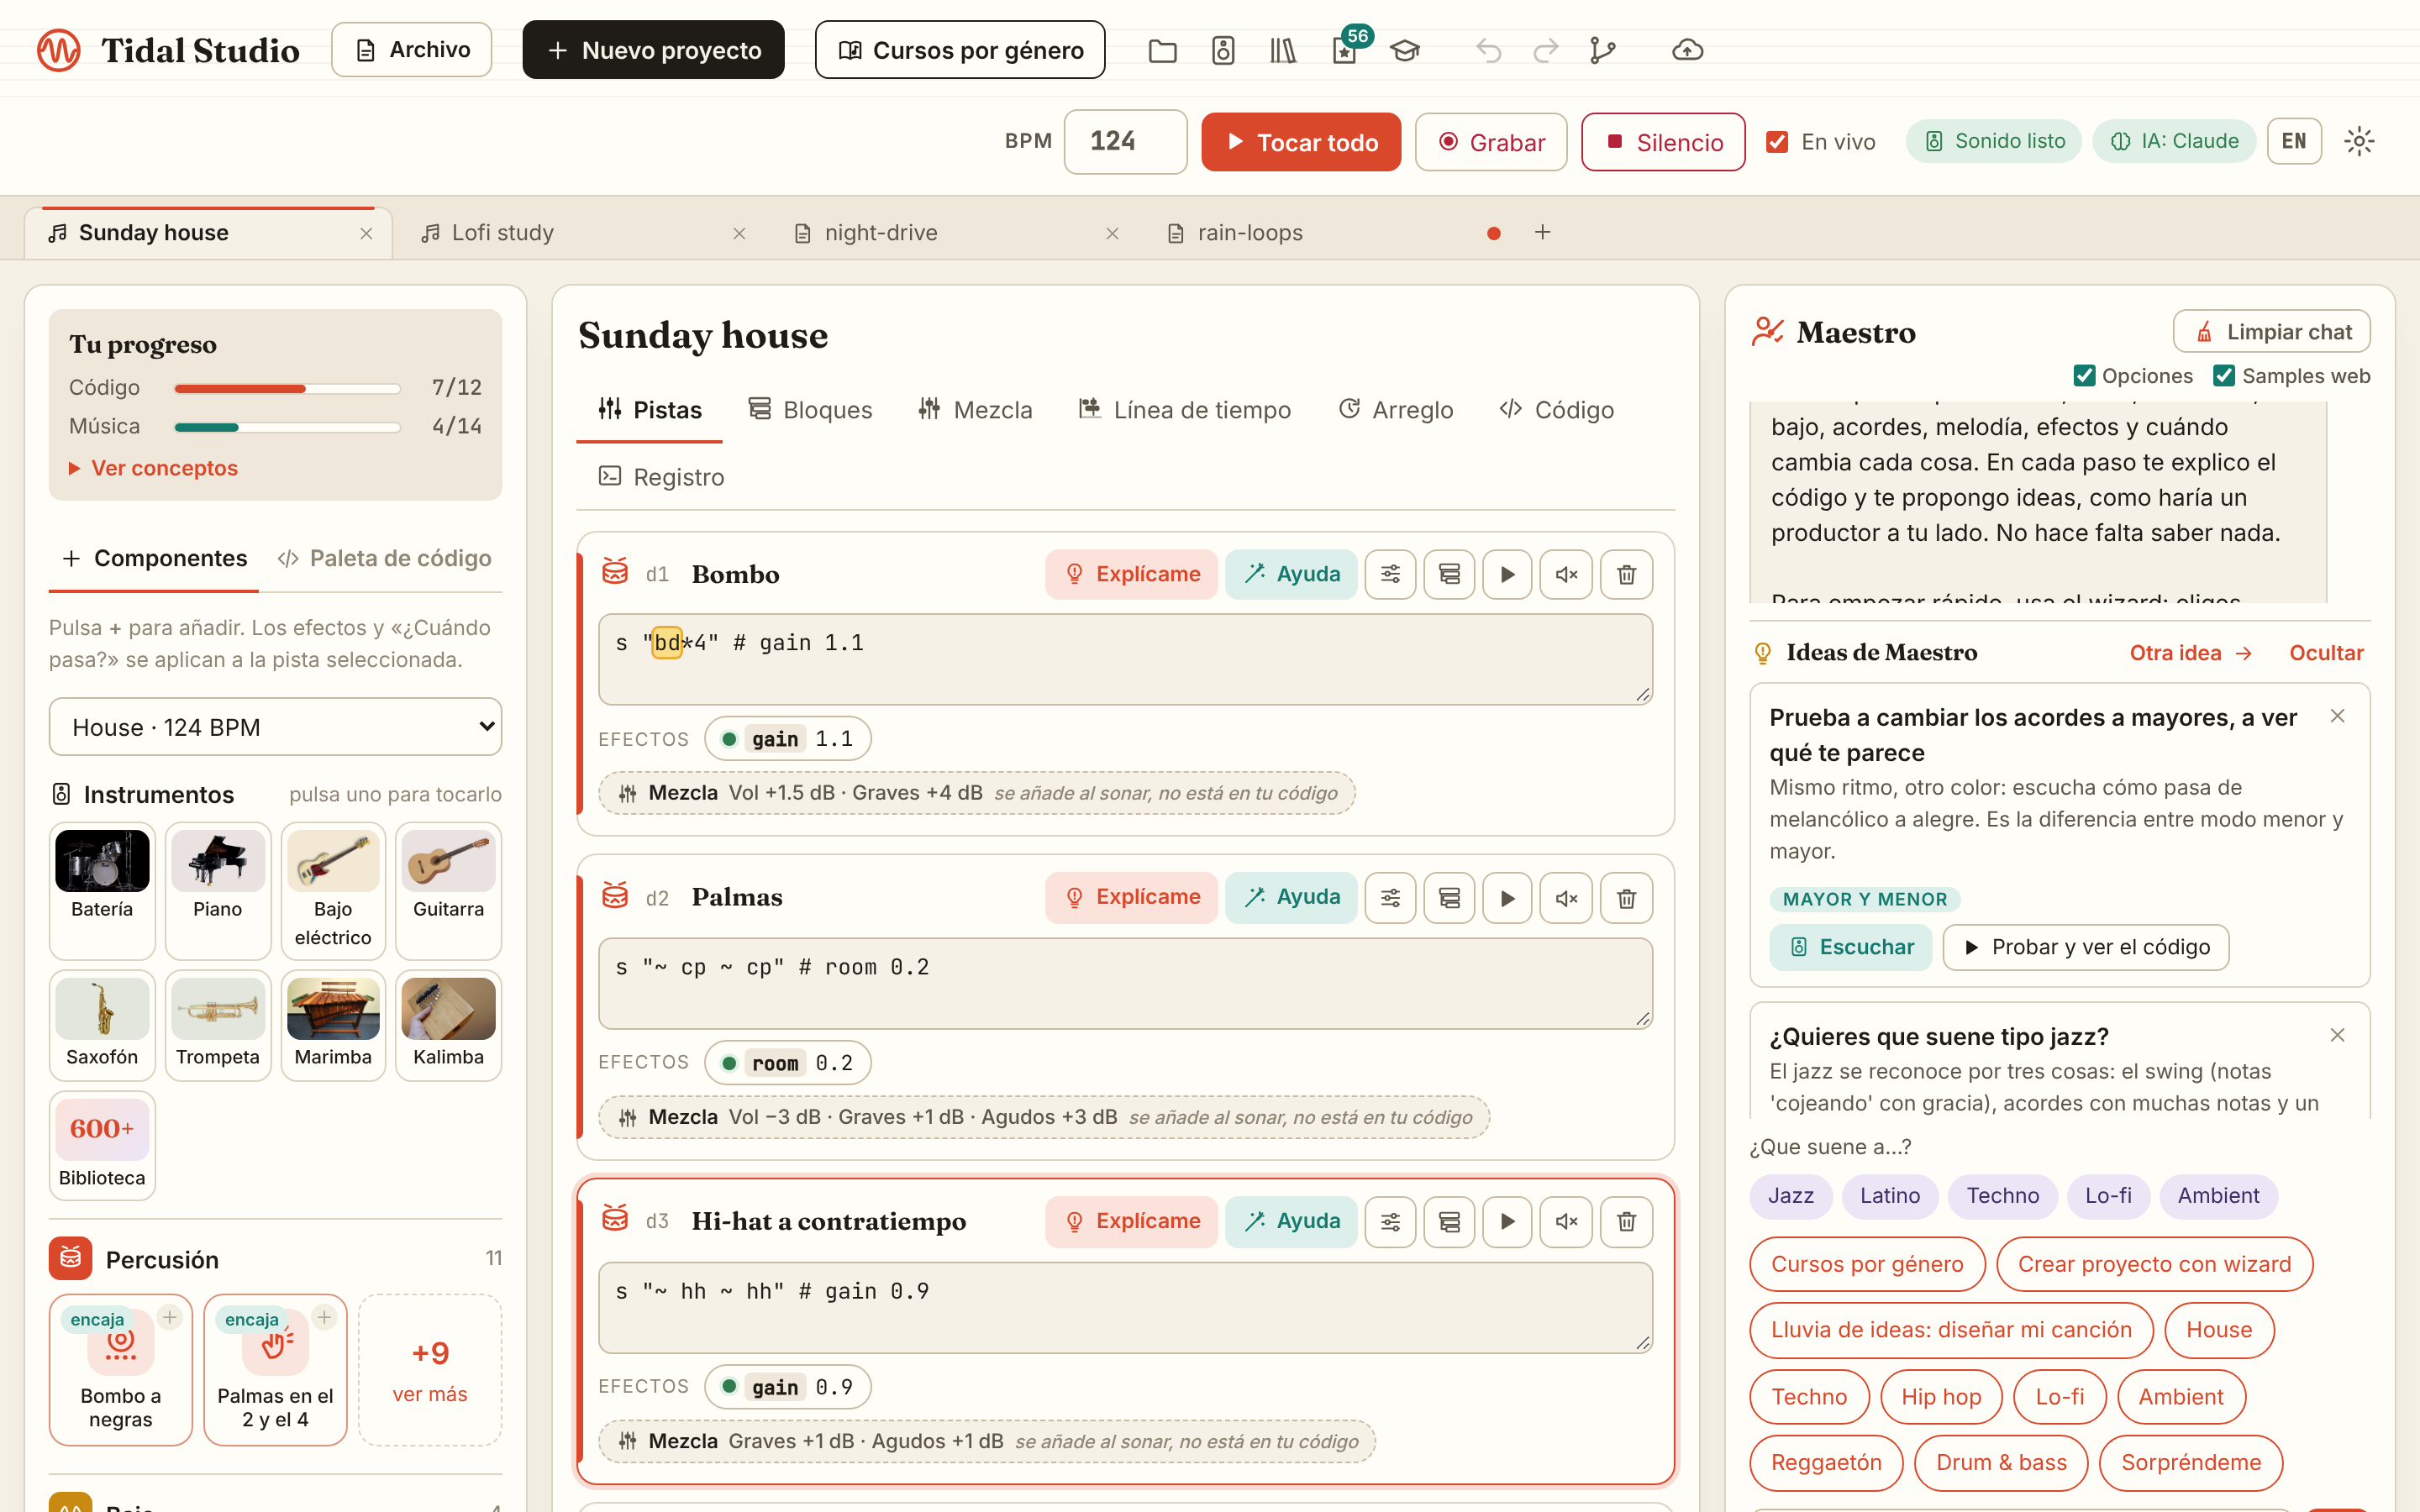 Tidal Studio
Archivo
+ Nuevo proyecto
Cursos por género
56
BPM
124
Tocar todo
Grabar
Silencio
En vivo
Sonido listo
IA: Claude
EN
Sunday house
Lofi study
night-drive
rain-loops
Tu progreso
Código 7/12
Música 4/14
Ver conceptos
+ Componentes
</> Paleta de código
Pulsa + para añadir. Los efectos y «¿Cuándo
pasa?» se aplican a la pista seleccionada.
House · 124 BPM
Instrumentos pulsa uno para tocarlo
Batería
Piano
Bajo
eléctrico
Guitarra
Saxofón
Trompeta
Marimba
Kalimba
600+
Biblioteca
Percusión 11
encaja
Bombo a
negras
encaja
Palmas en el
2 y el 4
+9
ver más
Sunday house
Pistas
Bloques
Mezcla
Línea de tiempo
Arreglo
</> Código
Registro
d1 Bombo
Explícame
Ayuda
s "bd*4" # gain 1.1
EFECTOS gain 1.1
Mezcla Vol +1.5 dB · Graves +4 dB se añade al sonar, no está en tu código
d2 Palmas
Explícame
Ayuda
s "~ cp ~ cp" # room 0.2
EFECTOS room 0.2
Mezcla Vol −3 dB · Graves +1 dB · Agudos +3 dB se añade al sonar, no está en tu código
d3 Hi-hat a contratiempo
Explícame
Ayuda
s "~ hh ~ hh" # gain 0.9
EFECTOS gain 0.9
Mezcla Graves +1 dB · Agudos +1 dB se añade al sonar, no está en tu código
Maestro
Limpiar chat
Opciones
Samples web
bajo, acordes, melodía, efectos y cuándo
cambia cada cosa. En cada paso te explico el
código y te propongo ideas, como haría un
productor a tu lado. No hace falta saber nada.
Para empezar rápido, usa el wizard: eliges
Ideas de Maestro
Otra idea →
Ocultar
Prueba a cambiar los acordes a mayores, a ver
qué te parece
Mismo ritmo, otro color: escucha cómo pasa de
melancólico a alegre. Es la diferencia entre modo menor y
mayor.
MAYOR Y MENOR
Escuchar
Probar y ver el código
¿Quieres que suene tipo jazz?
El jazz se reconoce por tres cosas: el swing (notas
'cojeando' con gracia), acordes con muchas notas y un
¿Que suene a...?
Jazz
Latino
Techno
Lo-fi
Ambient
Cursos por género
Crear proyecto con wizard
Lluvia de ideas: diseñar mi canción
House
Techno
Hip hop
Lo-fi
Ambient
Reggaetón
Drum & bass
Sorpréndeme